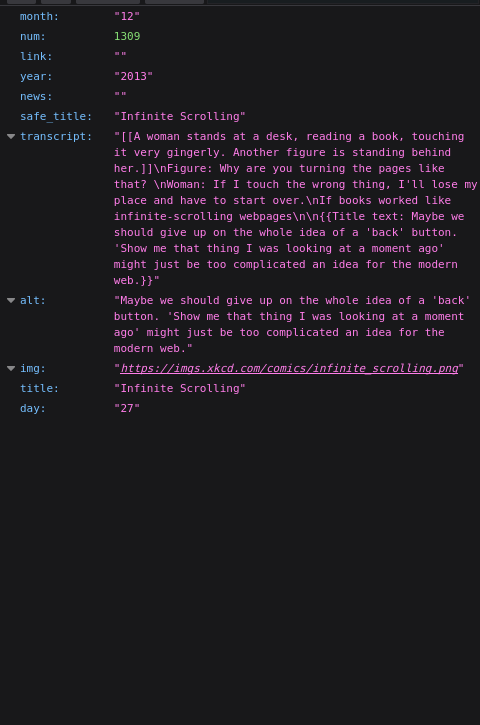 month: "12"
num: 1309
link: ""
year: "2013"
news: ""
safe_title: "Infinite Scrolling"
transcript: "[[A woman stands at a desk, reading a book, touching
it very gingerly. Another figure is standing behind
her.]]\nFigure: Why are you turning the pages like
that? \nWoman: If I touch the wrong thing, I'll lose my
place and have to start over.\nIf books worked like
infinite-scrolling webpages\n\n{{Title text: Maybe we
should give up on the whole idea of a 'back' button.
'Show me that thing I was looking at a moment ago'
might just be too complicated an idea for the modern
web.}}"
alt: "Maybe we should give up on the whole idea of a 'back'
button. 'Show me that thing I was looking at a moment
ago' might just be too complicated an idea for the
modern web."
img: "https://imgs.xkcd.com/comics/infinite_scrolling.png"
title: "Infinite Scrolling"
day: "27"